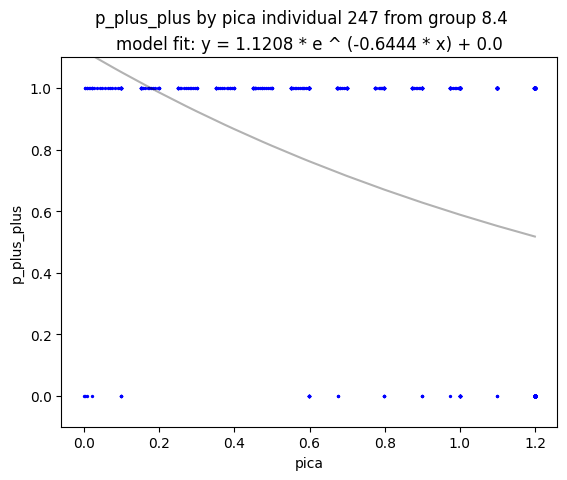 p_plus_plus by pica individual 247 from group 8.4
model fit: y = 1.1208 * e ^ (-0.6444 * x) + 0.0
1.0
0.8
0.6
0.4
0.2
0.0
p_plus_plus
0.0 0.2 0.4 0.6 0.8 1.0 1.2
pica